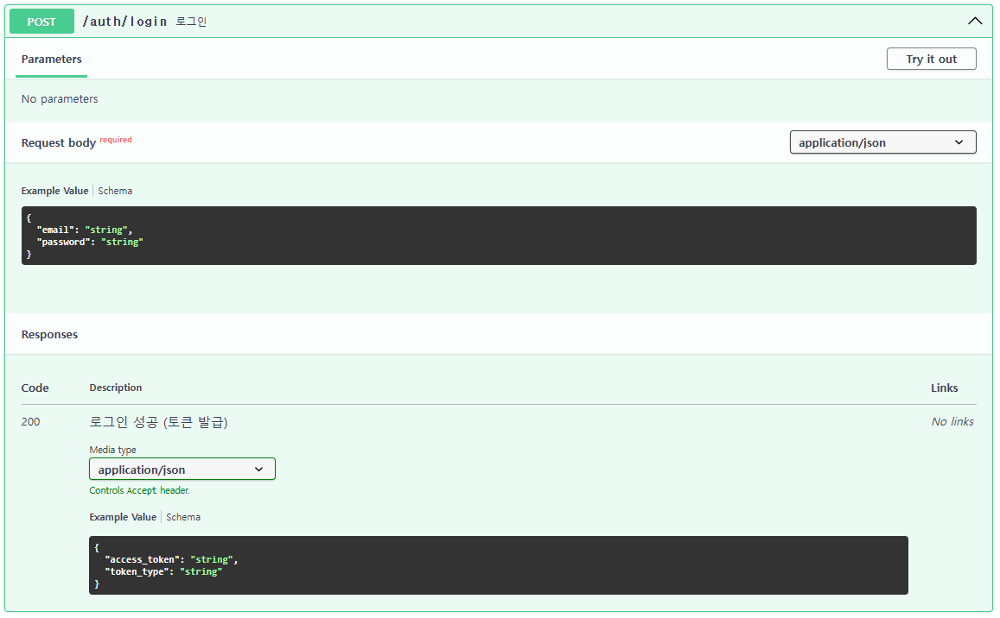 POST /auth/login 로그인
Parameters Try it out
No parameters
Request body required application/json
Example Value Schema
{
  "email": "string",
  "password": "string"
}
Responses
Code Description Links
200 로그인 성공 (토큰 발급) No links
Media type
application/json
Controls Accept header.
Example Value Schema
{
  "access_token": "string",
  "token_type": "string"
}